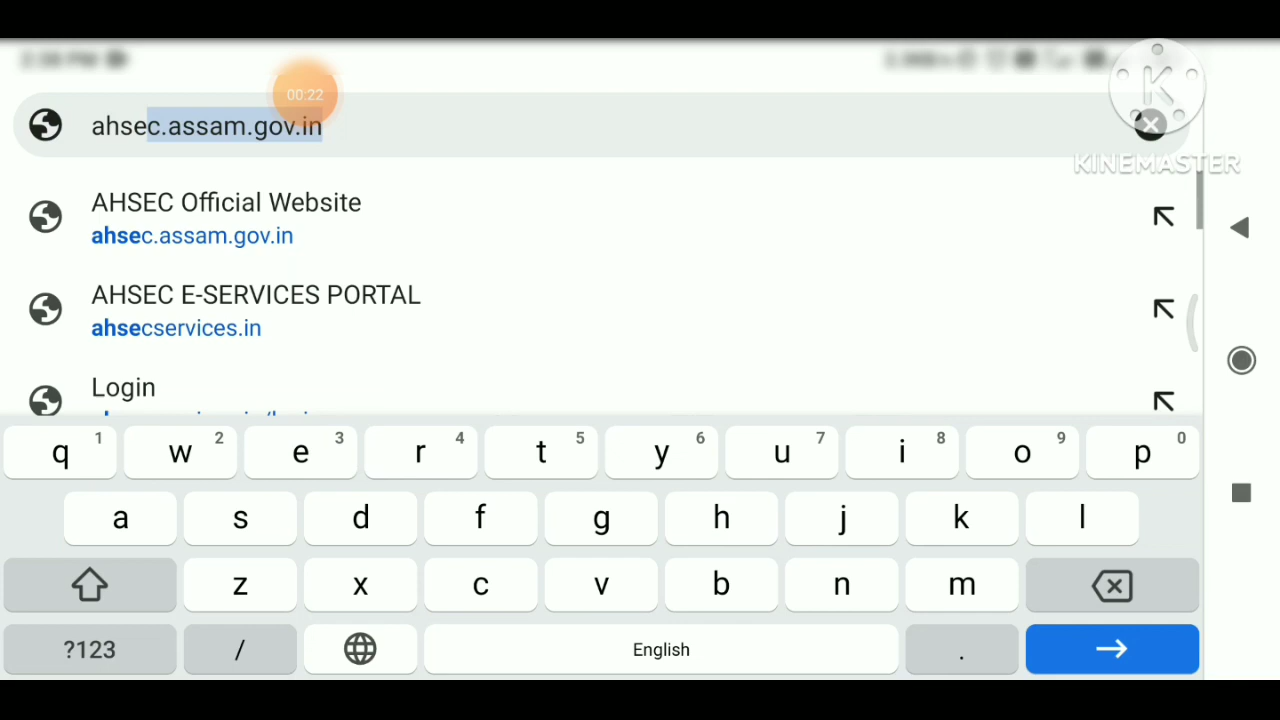 00:22
ahsec.assam.gov.in
K
KINEMASTER
AHSEC Official Website
ahsec.assam.gov.in
AHSEC E-SERVICES PORTAL
ahsecservices.in
Login
q 1 w 2 e 3 r 4 t 5 y 6 u 7 i 8 o 9 p 0
a s d f g h j k l
z x c v b n m
?123 / English .